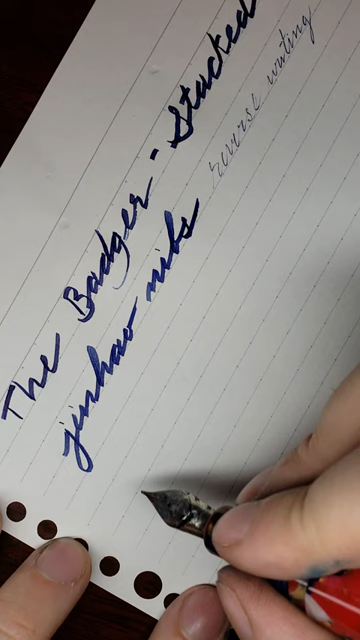 The Badger - Stacked
jinhao nibs
reverse writing